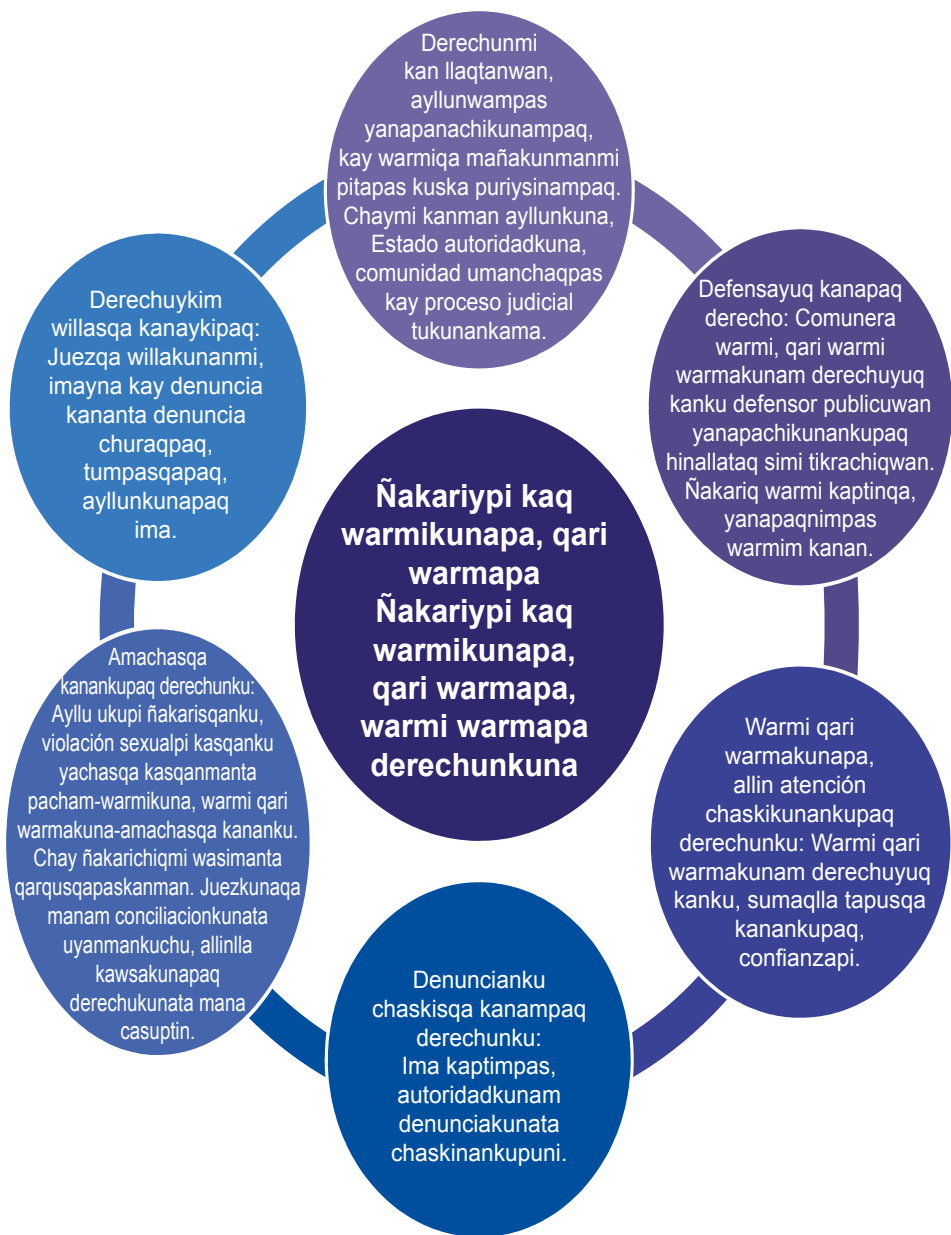 Derechunmi
kan llaqtanwan,
ayllunwampas
yanapanachikunampaq,
kay warmiqa mañakunmanmi
pitapas kuska puriysinampaq.
Chaymi kanman ayllunkuna,
Estado autoridadkuna,
comunidad umanchaqpas
kay proceso judicial
tukunankama.
Defensayuq kanapaq
derecho: Comunera
warmi, qari warmi
warmakunam derechuyuq
kanku defensor publicuwan
yanapachikunankupaq
hinallataq simi tikrachiqwan.
Ñakariq warmi kaptinqa,
yanapaqnimpas
warmim kanan.
Warmi qari
warmakunapa,
allin atención
chaskikunankupaq
derechunku: Warmi qari
warmakunam derechuyuq
kanku, sumaqlla tapusqa
kanankupaq,
confianzapi.
Denuncianku
chaskisqa kanampaq
derechunku:
Ima kaptimpas,
autoridadkunam
denunciakunata
chaskinankupuni.
Amachasqa
kanankupaq derechunku:
Ayllu ukupi ñakarisqanku,
violación sexualpi kasqanku
yachasqa kasqanmanta
pacham-warmikuna, warmi qari
warmakuna-amachasqa kananku.
Chay ñakarichiqmi wasimanta
qarqusqapaskanman. Juezkunaqa
manam conciliacionkunata
uyanmankuchu, allinlla
kawsakunapaq
derechukunata mana
casuptin.
Derechuykim
willasqa kanaykipaq:
Juezqa willakunanmi,
imayna kay denuncia
kananta denuncia
churaqpaq,
tumpasqapaq,
ayllunkunapaq
ima.
Ñakariypi kaq
warmikunapa, qari
warmapa
Ñakariypi kaq
warmikunapa,
qari warmapa,
warmi warmapa
derechunkuna